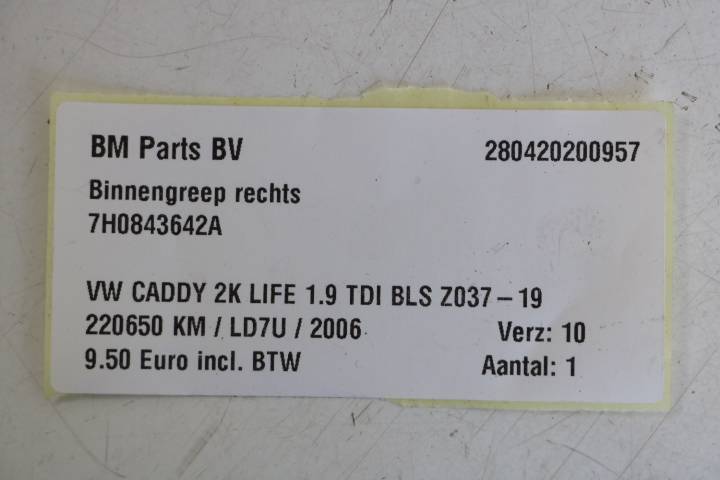 BM Parts BV 280420200957
Binnengreep rechts
7H0843642A
VW CADDY 2K LIFE 1.9 TDI BLS Z037-19
220650 KM / LD7U / 2006 Verz: 10
9.50 Euro incl. BTW Aantal: 1